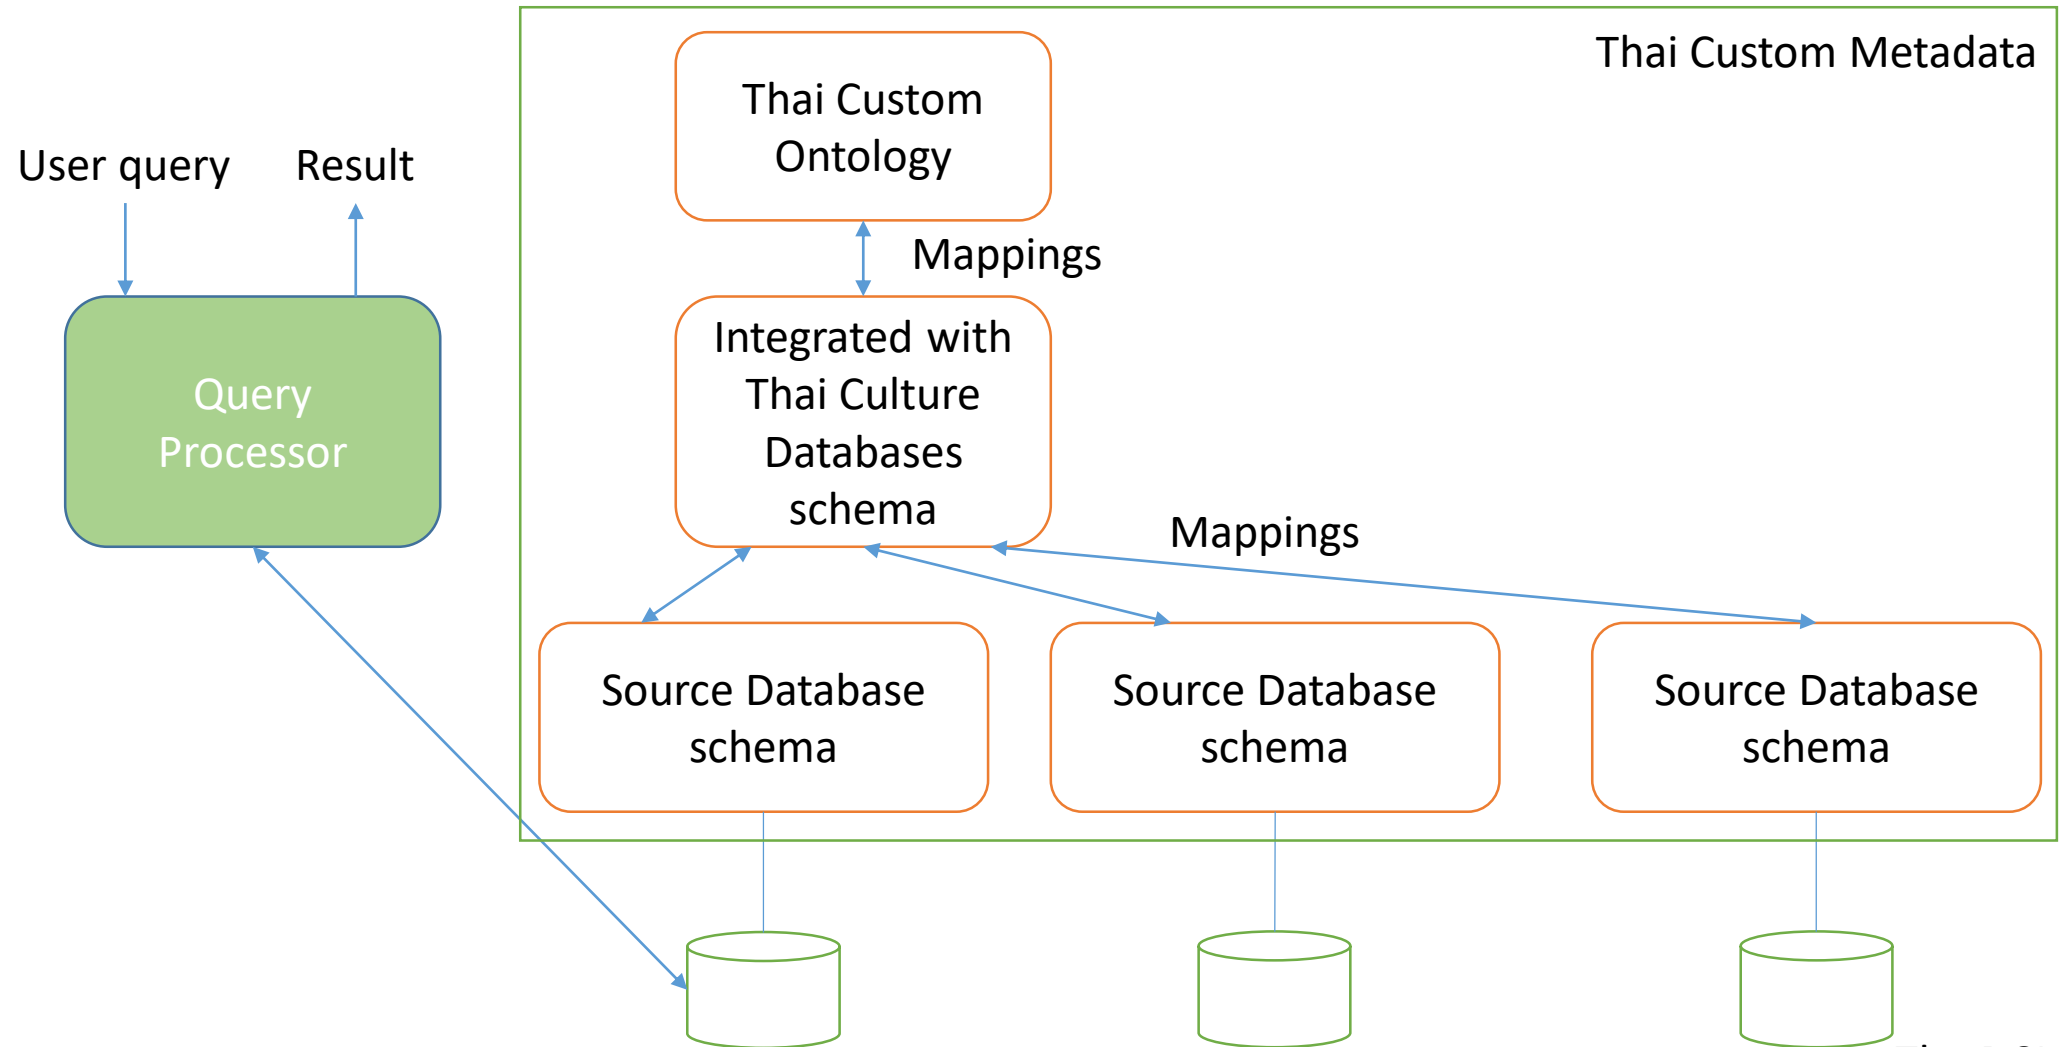 Thai Custom Metadata
Thai Custom
Ontology
User query
Result
Mappings
Query
Processor
Integrated with
Thai Culture
Databases
schema
Mappings
Source Database
schema
Source Database
schema
Source Database
schema